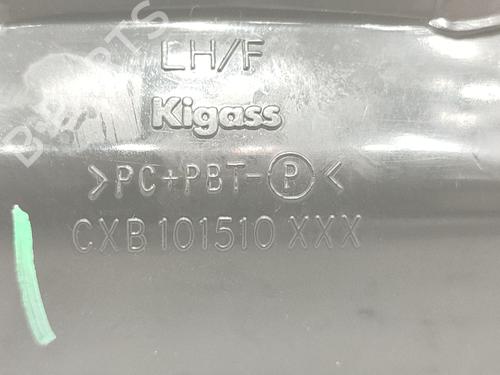 LH/F
Kigass
>PC+PBT-P<
CXB 101510 XXX